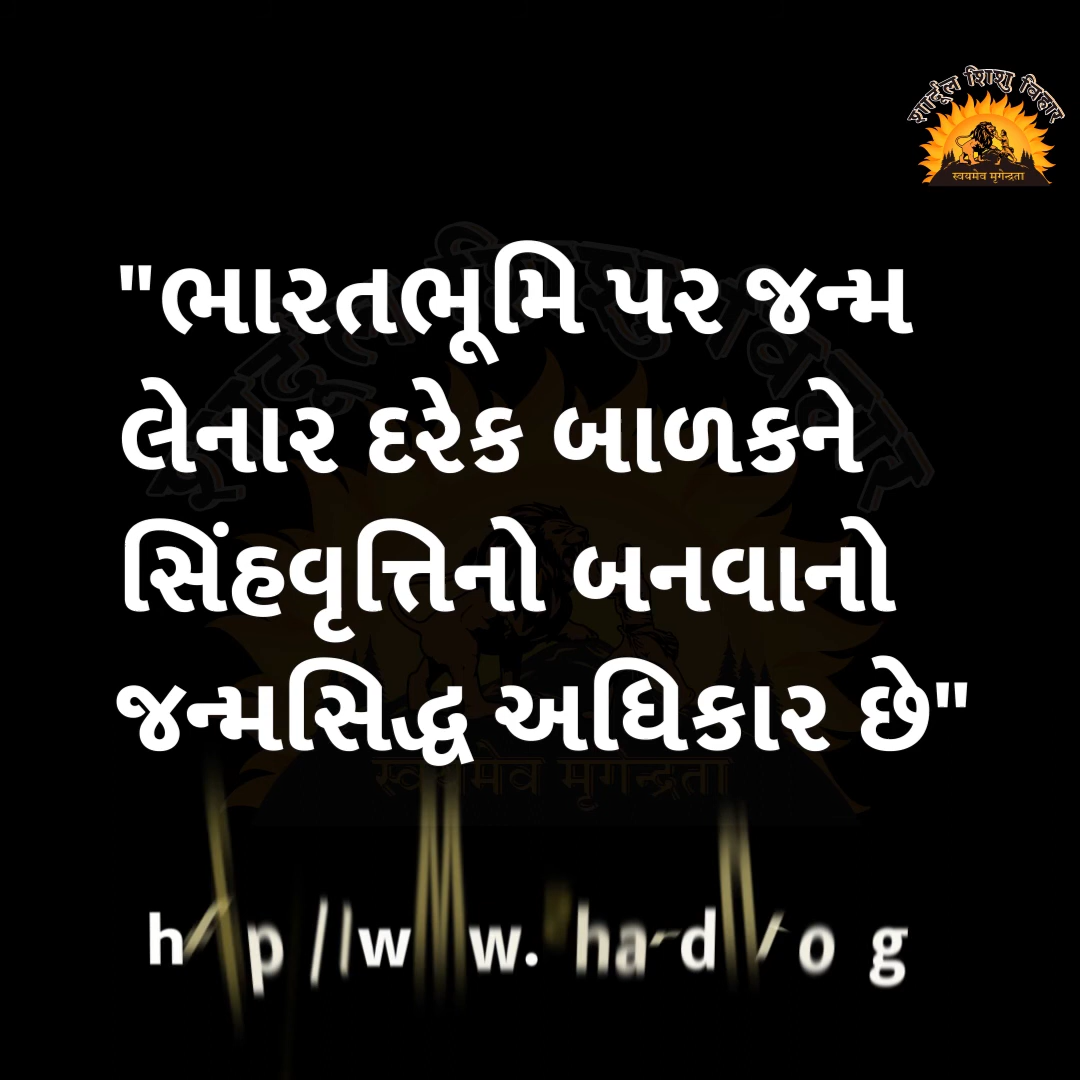 शार्दूल शिशु विहार
स्वयमेव मृगेन्द्रता
"ભારતભૂમિ પર જન્મ
લેનાર દરેક બાળકને
સિંહવૃત્તિનો બનવાનો
જન્મસિદ્ધ અધિકાર છે"